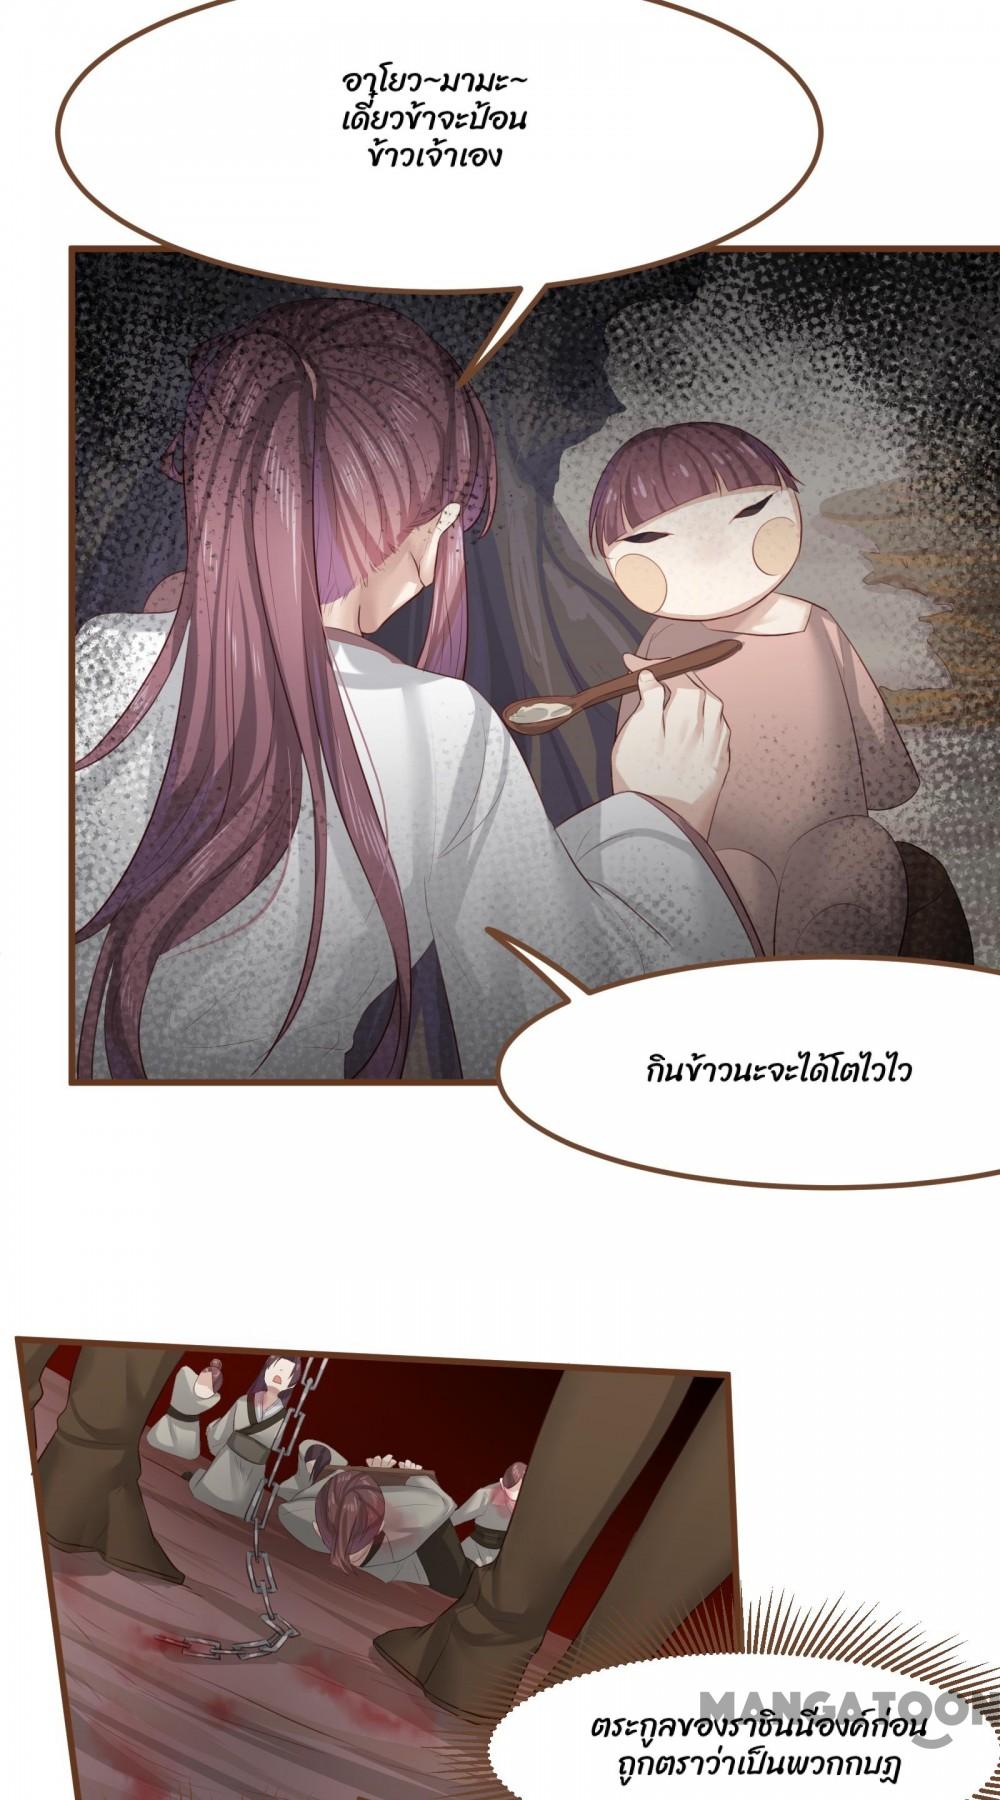 อาโยว~มามะ~
เดี๋ยวข้าจะป้อน
ข้าวเจ้าเอง
กินข้าวนะจะได้โตไวไว
MANGATOON
ตระกูลของราชินนีองค์ก่อน
ถูกตราว่าเป็นพวกกบฏ